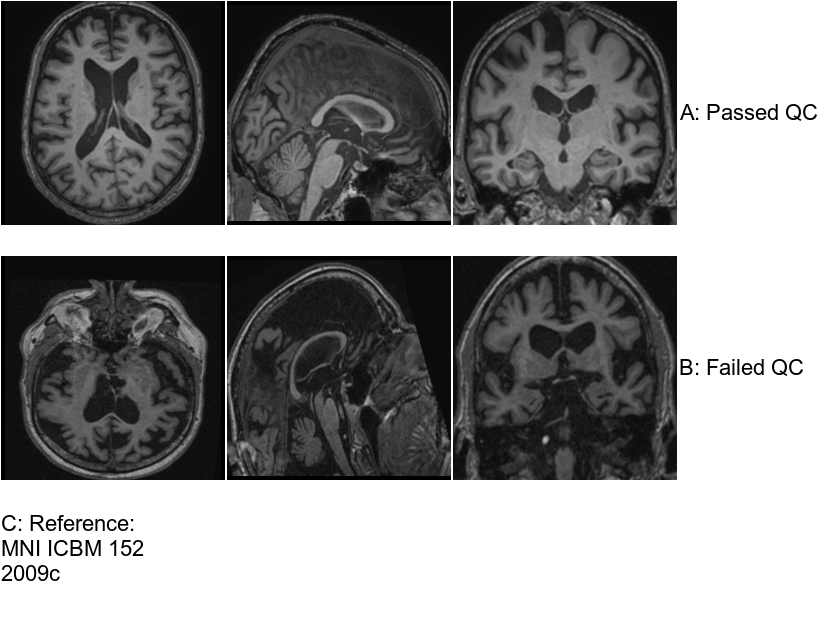 A: Passed QC
B: Failed QC
C: Reference:
MNI ICBM 152
2009c